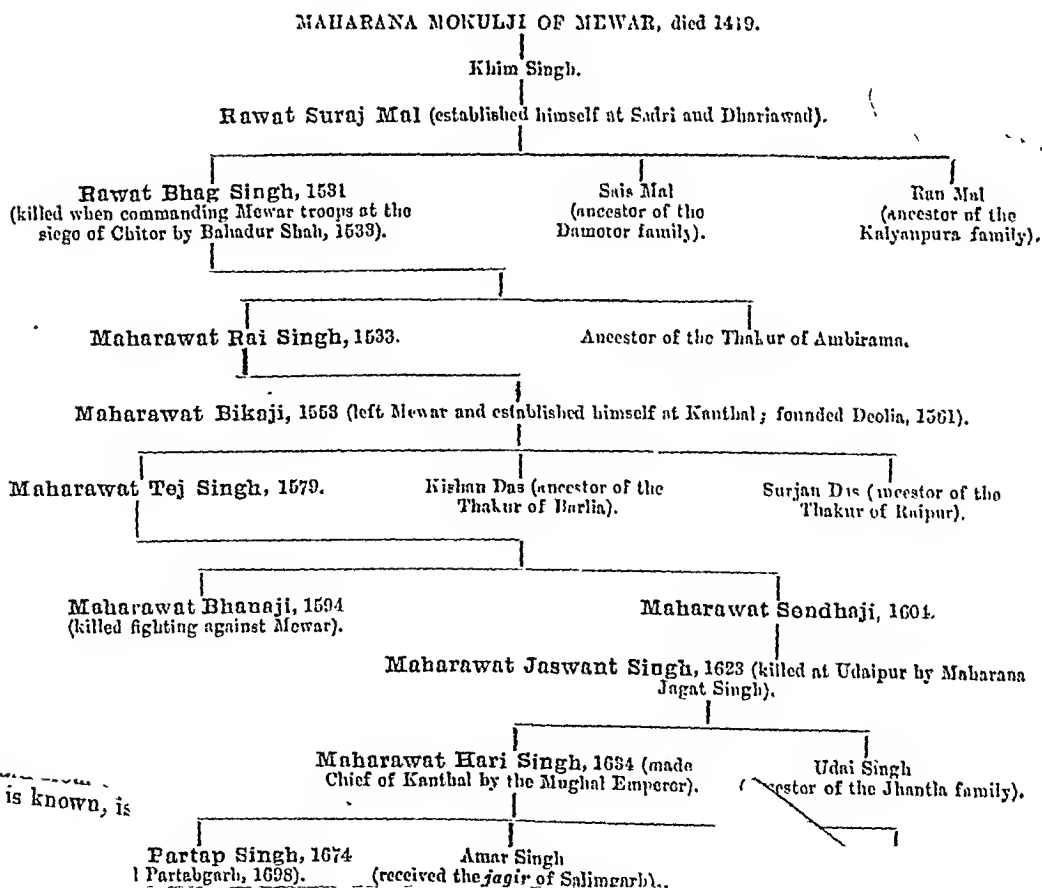 MAHARANA MOKULJI OF MEWAR, died 1419.
Khim Singh.
Rawat Suraj Mal (established himself at Sadri and Dhariawad).
Rawat Bhag Singh, 1531
(killed when commanding Mewar troops at the
siege of Chitor by Bahadur Shah, 1533).
Sais Mal
(ancestor of the
Damotor family).
Ran Mal
(ancestor of the
Kalyanpura family).
Maharawat Rai Singh, 1533.
Ancestor of the Thakur of Ambirama.
Maharawat Bikaji, 1553 (left Mewar and established himself at Kanthal; founded Deolia, 1561).
Maharawat Tej Singh, 1579.
Kishan Das (ancestor of the
Thakur of Barlia).
Surjan Das (ancestor of the
Thakur of Raipur).
Maharawat Bhanaji, 1594
(killed fighting against Mewar).
Maharawat Sendhaji, 1604.
Maharawat Jaswant Singh, 1623 (killed at Udaipur by Maharana
Jagat Singh).
Maharawat Hari Singh, 1634 (made
Chief of Kanthal by the Mughal Emperor).
Udai Singh
(ancestor of the Jhantla family).
is known, is
Partap Singh, 1674
Partabgarh, 1698).
Amar Singh
(received the jagir of Salimgarh).